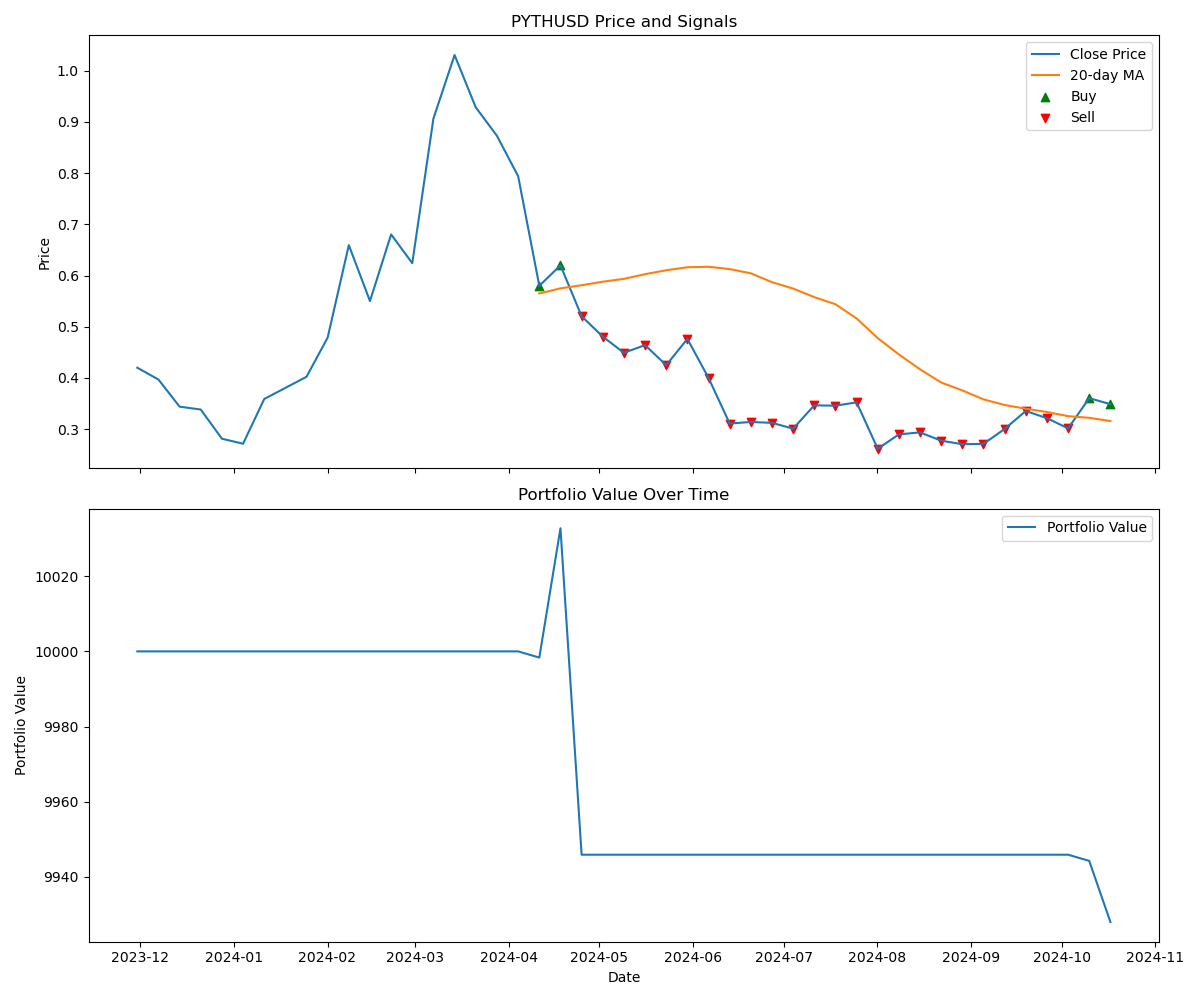 PYTHUSD Price and Signals
Close Price
20-day MA
Buy
Sell
Price
1.0
0.9
0.8
0.7
0.6
0.5
0.4
0.3
Portfolio Value Over Time
Portfolio Value
Portfolio Value
10020
10000
9980
9960
9940
2023-12 2024-01 2024-02 2024-03 2024-04 2024-05 2024-06 2024-07 2024-08 2024-09 2024-10 2024-11
Date